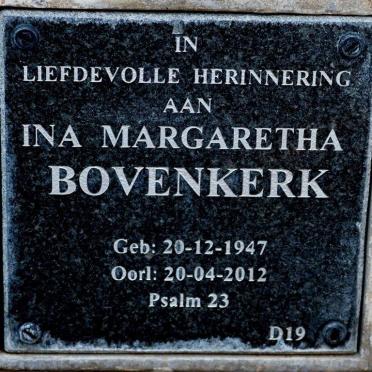 IN
LIEFDEVOLLE HERINNERING
AAN
INA MARGARETHA
BOVENKERK
Geb: 20-12-1947
Oorl: 20-04-2012
Psalm 23
D19